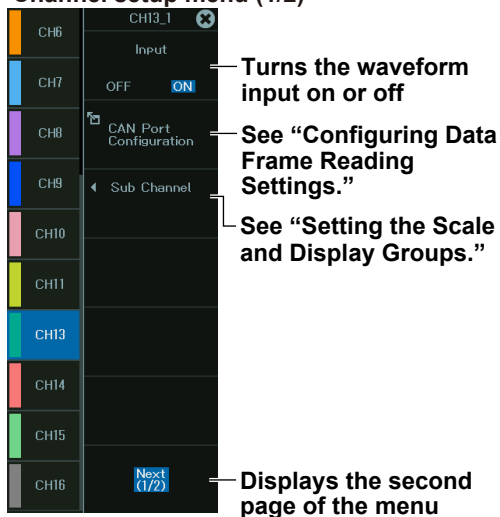 Channel setup menu (1/2)
CH6
CH7
CH8
CH9
CH10
CH11
CH13
CH14
CH15
CH16
CH13_1
Input
OFF ON
CAN Port
Configuration
Sub Channel
Next
(1/2)
Turns the waveform
input on or off
See “Configuring Data
Frame Reading
Settings.”
See “Setting the Scale
and Display Groups.”
Displays the second
page of the menu